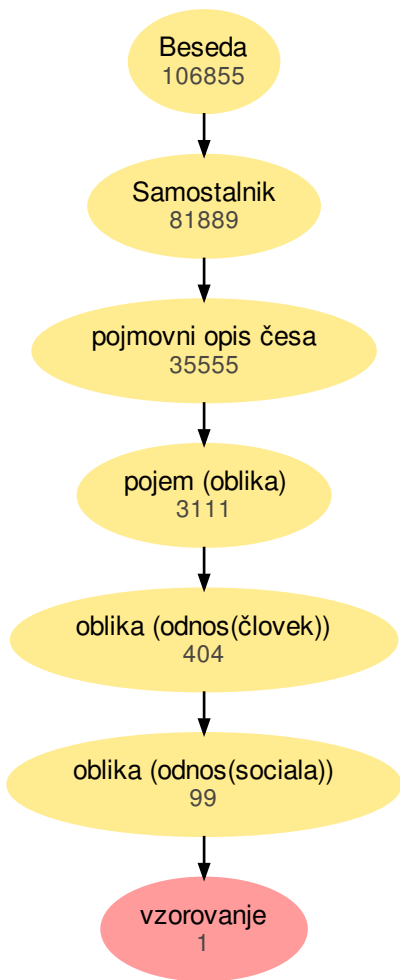 Beseda
106855
Samostalnik
81889
pojmovni opis česa
35555
pojem (oblika)
3111
oblika (odnos(človek))
404
oblika (odnos(sociala))
99
vzorovanje
1